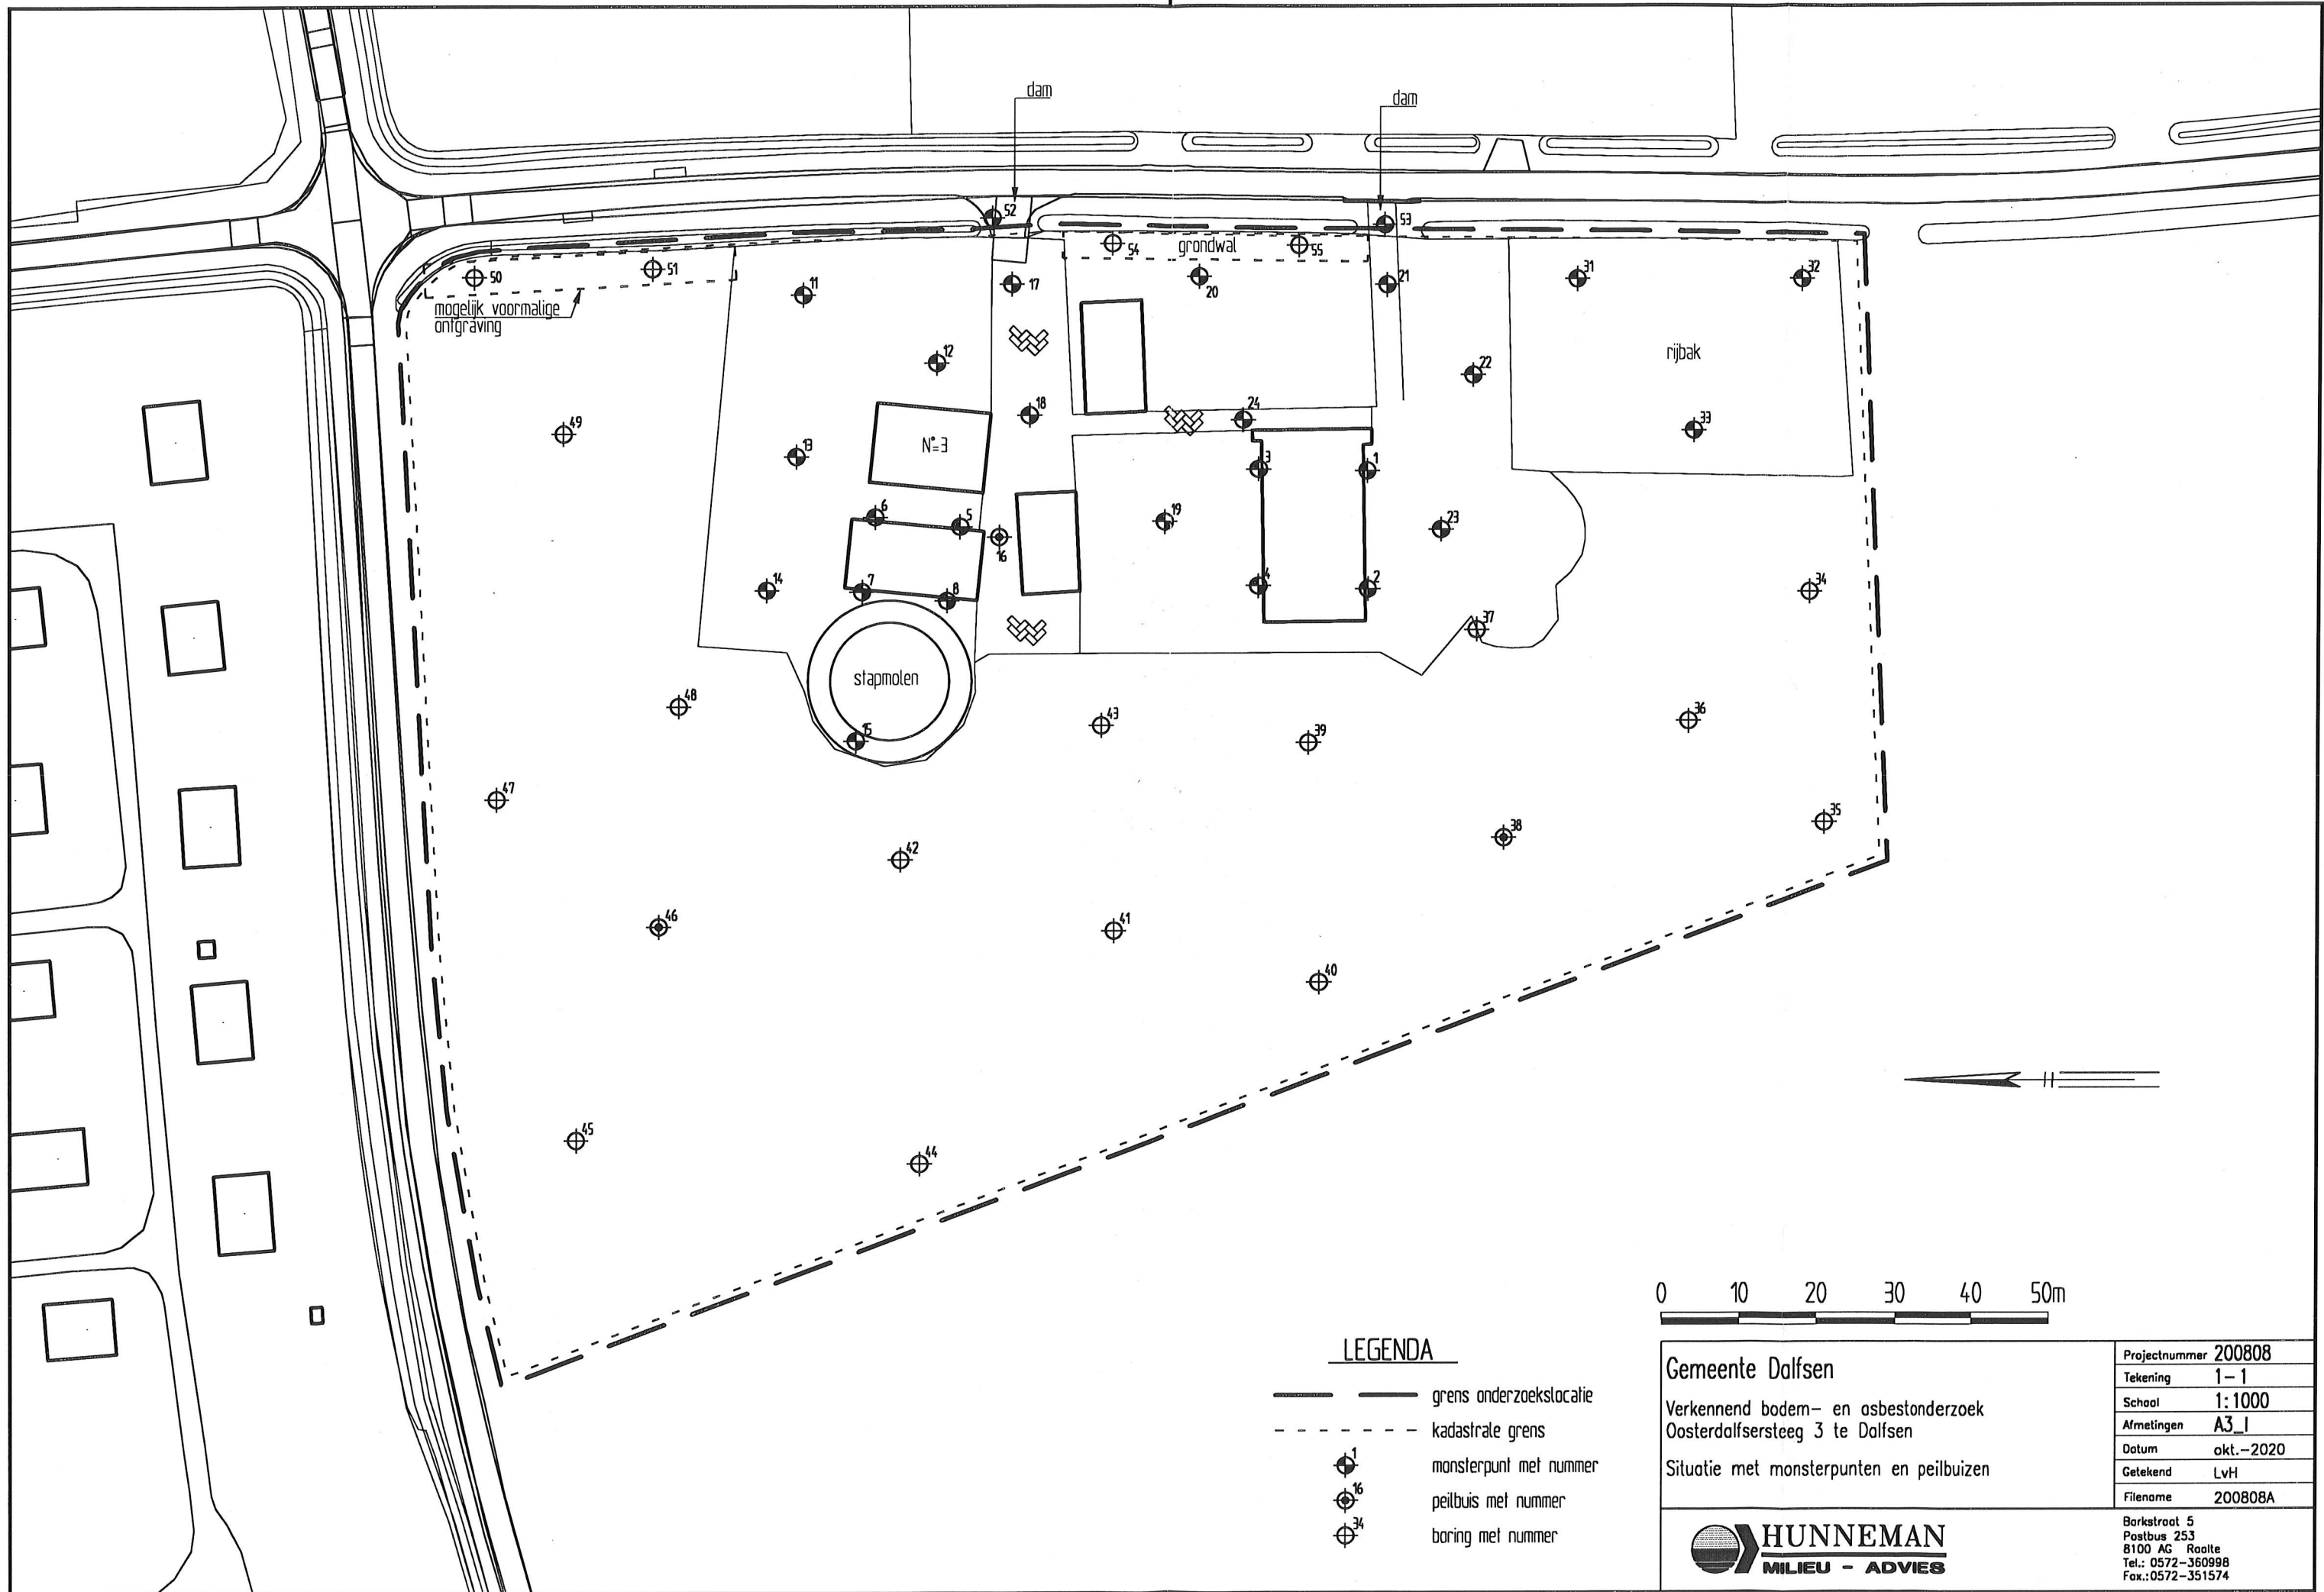 dam
dam
52
53
54
grondwal
55
50
51
11
17
20
21
31
32
mogelijk voormalige
ontgraving
12
22
rijbak
18
24
33
49
13
N°=3
3
1
6
5
16
19
23
14
7
8
4
2
34
37
stapmolen
48
43
39
36
15
47
42
38
35
46
41
40
45
44
0 10 20 30 40 50m
LEGENDA
grens onderzoekslocatie
kadastrale grens
1 monsterpunt met nummer
16 peilbuis met nummer
34 boring met nummer
Gemeente Dalfsen
Verkennend bodem- en asbestonderzoek
Oosterdalfsersteeg 3 te Dalfsen
Situatie met monsterpunten en peilbuizen
Projectnummer 200808
Tekening 1-1
Schaal 1:1000
Afmetingen A3_l
Datum okt.-2020
Getekend LvH
Filename 200808A
HUNNEMAN
MILIEU - ADVIES
Barkstraat 5
Postbus 253
8100 AG Raalte
Tel.: 0572-360998
Fax.:0572-351574